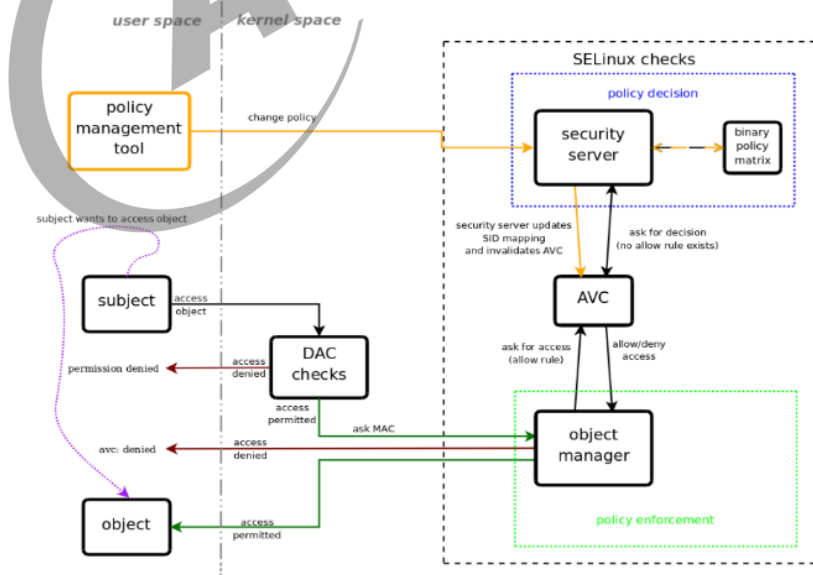 user space
kernel space
SELinux checks
policy decision
policy
management
tool
change policy
security
server
binary
policy
matrix
subject wants to access object
security server updates
SID mapping
and invalidates AVC
ask for decision
(no allow rule exists)
subject
access
object
AVC
ask for access
(allow rule)
allow/deny
access
DAC
checks
permission denied
access
denied
access
permitted
ask MAC
object
manager
avc: denied
access
denied
object
access
permitted
policy enforcement